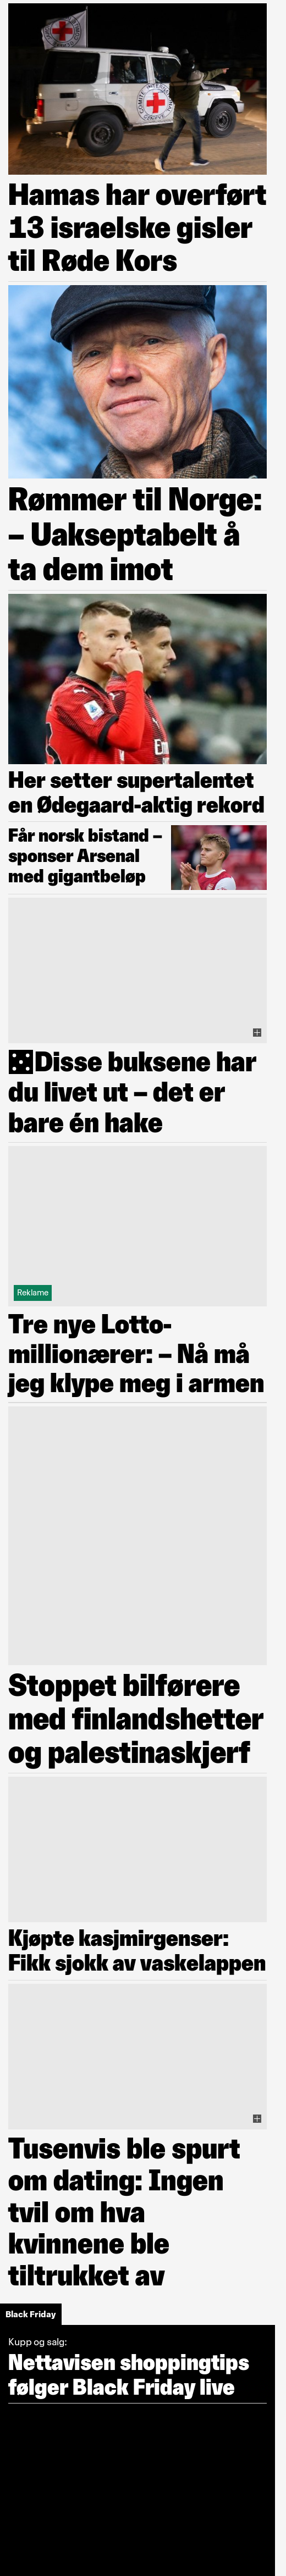 Hamas har overført
13 israelske gisler
til Røde Kors
Rømmer til Norge:
– Uakseptabelt å
ta dem imot
Her setter supertalentet
en Ødegaard-aktig rekord
Får norsk bistand –
sponser Arsenal
med gigantbeløp
Disse buksene har
du livet ut – det er
bare én hake
Reklame
Tre nye Lotto-
millionærer: – Nå må
jeg klype meg i armen
Stoppet bilførere
med finlandshetter
og palestinaskjerf
Kjøpte kasjmirgenser:
Fikk sjokk av vaskelappen
Tusenvis ble spurt
om dating: Ingen
tvil om hva
kvinnene ble
tiltrukket av
Black Friday
Kupp og salg:
Nettavisen shoppingtips
følger Black Friday live